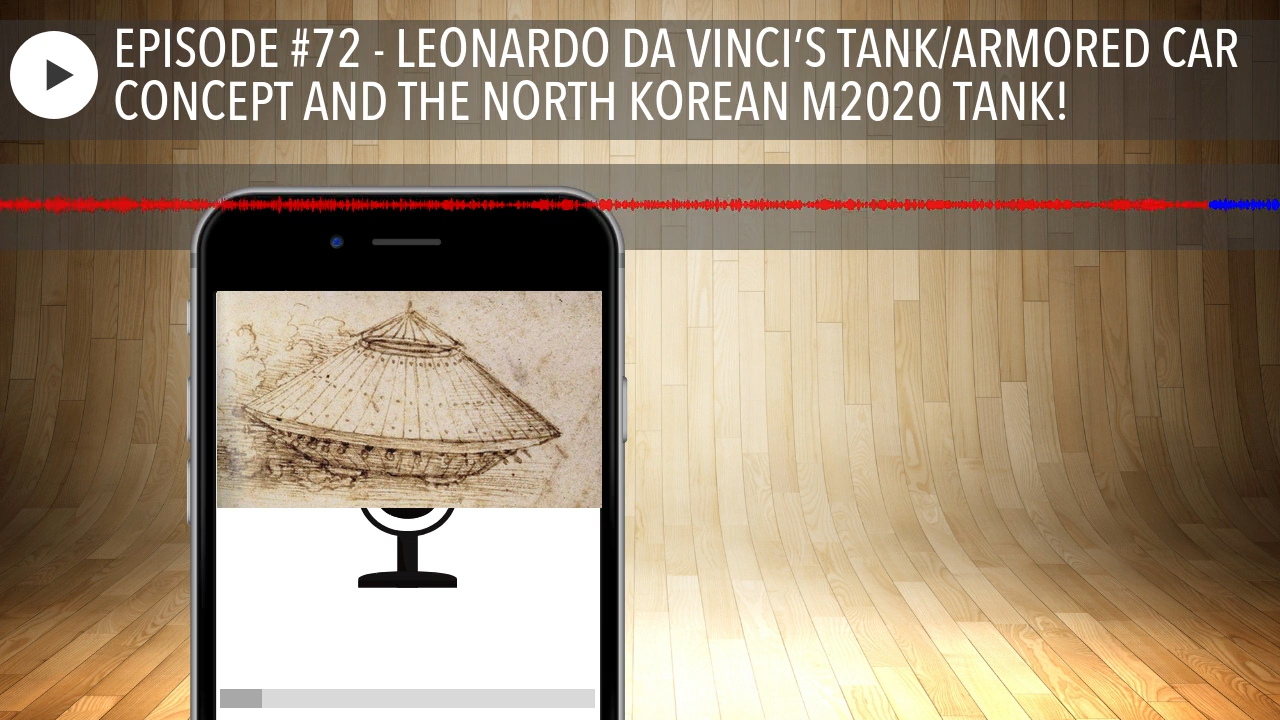 EPISODE #72 - LEONARDO DA VINCI'S TANK/ARMORED CAR
CONCEPT AND THE NORTH KOREAN M2020 TANK!